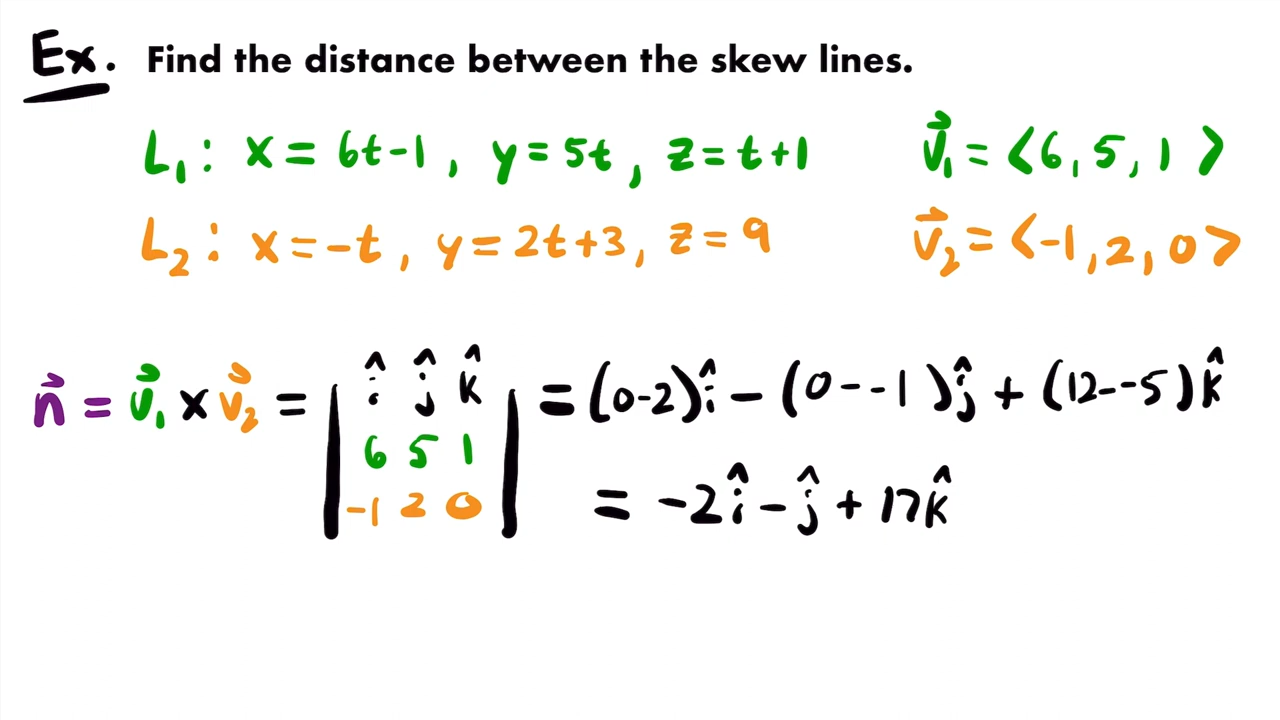 Ex. Find the distance between the skew lines.
L₁: x = 6t-1, y = 5t, z = t+1 v⃗₁ = <6, 5, 1>
L₂: x = -t, y = 2t+3, z = 9 v⃗₂ = <-1, 2, 0>
n⃗ = v⃗₁ x v⃗₂ = | î ĵ k̂ | = (0-2)î - (0--1)ĵ + (12--5)k̂
6 5 1
-1 2 0
= -2î - ĵ + 17k̂